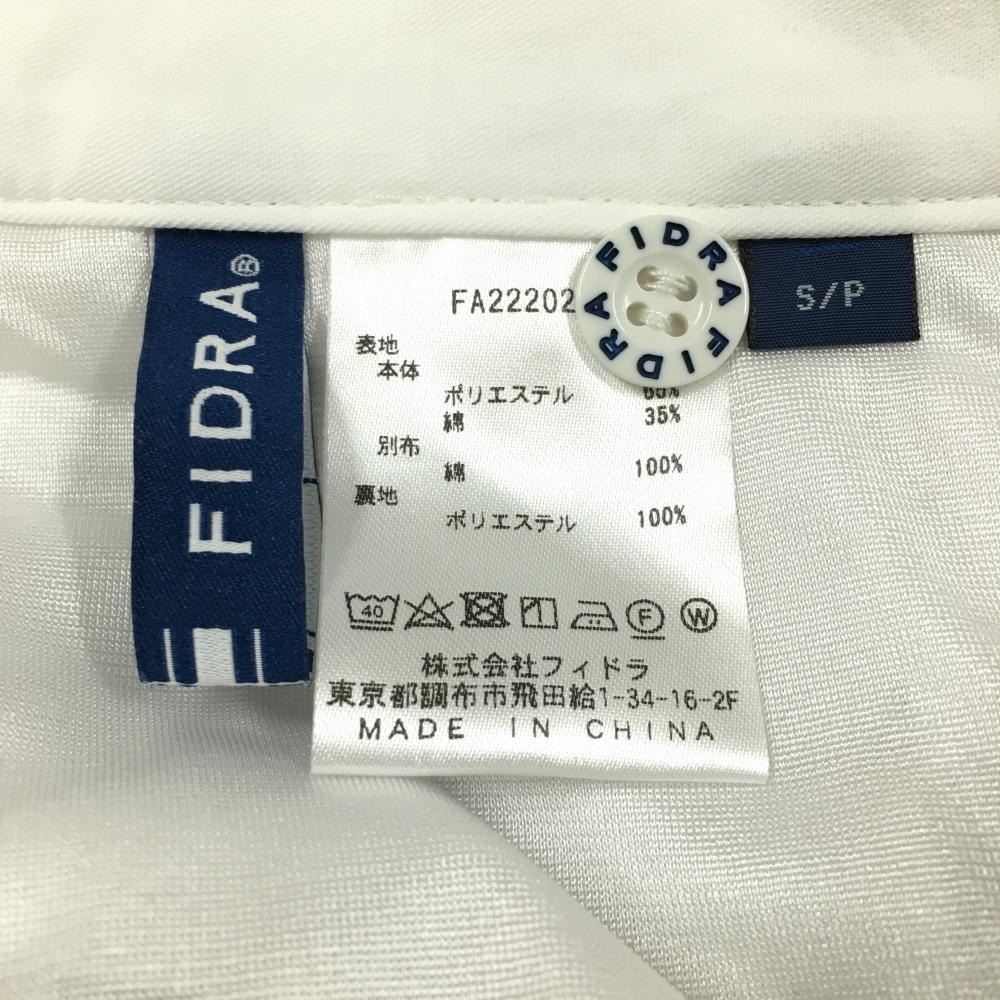 FIDRA®
FA22202
FIDRA FIDRA
S/P
表地
本体
ポリエステル 65%
綿 35%
別布
綿 100%
裏地
ポリエステル 100%
40 F W
株式会社フィドラ
東京都調布市飛田給1-34-16-2F
MADE IN CHINA